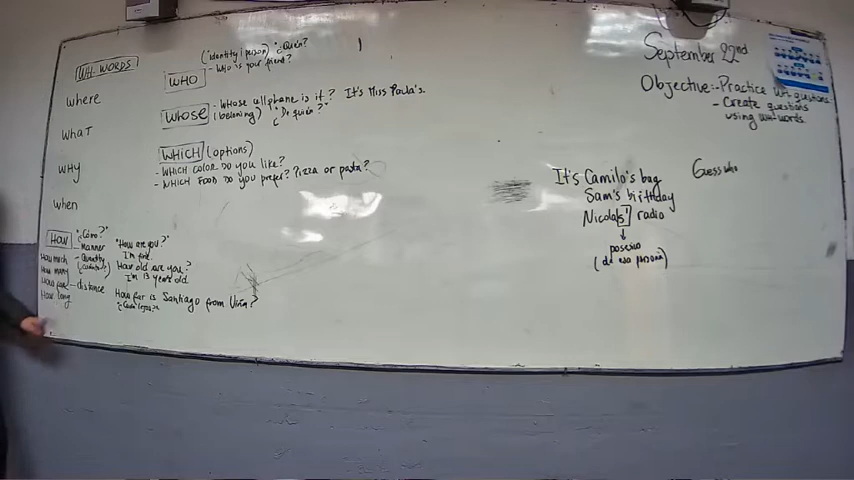 WH-WORDS
where
what
why
when
How
"¿Cómo?"
- Manner
How much
How many
- Quantity
How far - distance
How long
"How are you?"
I'm fine.
How old are you?
I'm 13 years old
How far is Santiago from Viña?
(identity | person) "¿Quién?
WHO
- Who is your friend?
Whose
- Whose cellphone is it? It's Miss Paula's.
(belonging) "¿De quién?"
WHICH (options)
- WHICH COLOR DO YOU LIKE?
- WHICH FOOD DO YOU prefer? Pizza or pasta?
It's Camilo's bag
Sam's birthday
Nicolas' radio
(de esa persona)
Guess who
September 22nd
Objective: - Practice WH questions
- Create questions
using WH-words